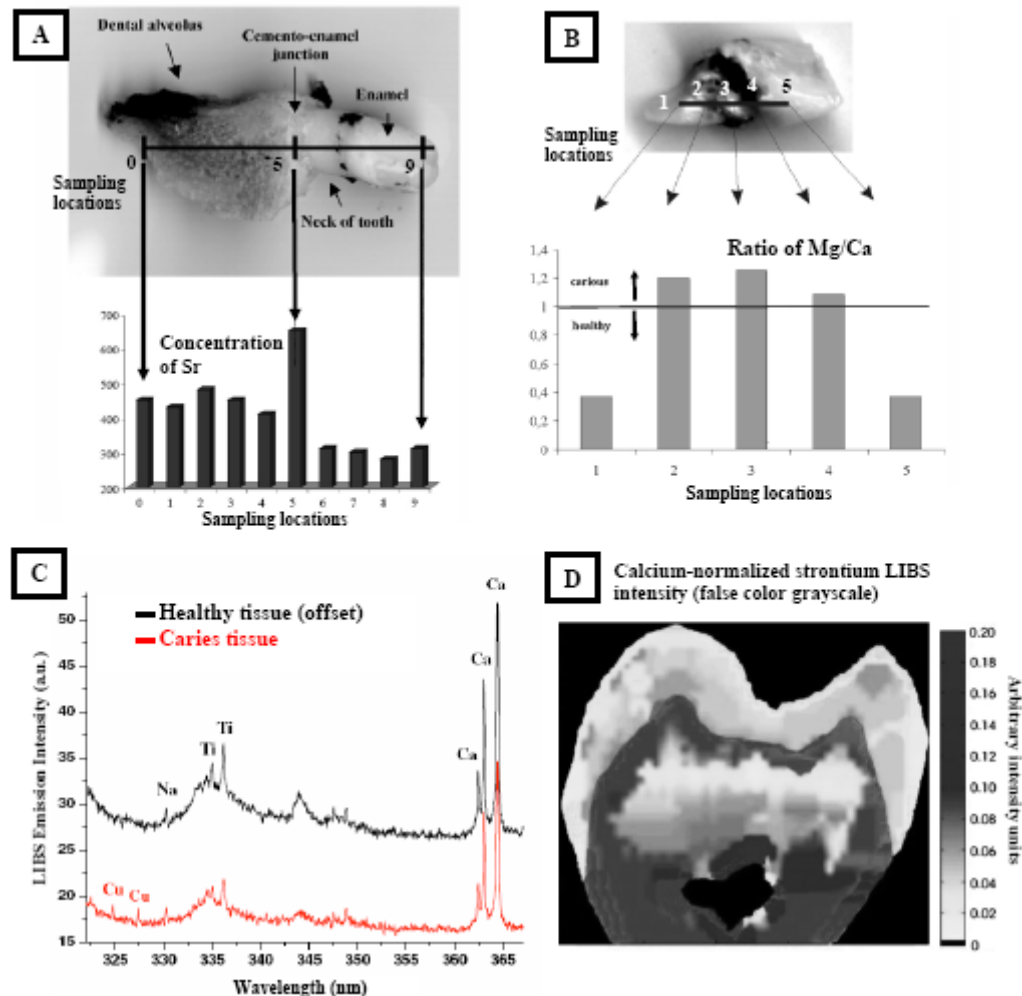 A
Dental alveolus
Cemento-enamel
junction
Enamel
0
5
9
Sampling
locations
Neck of tooth
700
600
500
400
300
200
Concentration
of Sr
0 1 2 3 4 5 6 7 8 9
Sampling locations
B
1 2 3 4 5
Sampling
locations
Ratio of Mg/Ca
1,4
1,2
1
0,8
0,6
0,4
0,2
0
carious
healthy
1 2 3 4 5
Sampling locations
C
Healthy tissue (offset)
Caries tissue
LIBS Emission Intensity (a.u.)
50
45
40
35
30
25
20
15
Na
Ti
Ti
Ca
Ca
Ca
Cu
Cu
325 330 335 340 345 350 355 360 365
Wavelength (nm)
D
Calcium-normalized strontium LIBS
intensity (false color grayscale)
0.20
0.18
0.16
0.14
0.12
0.10
0.08
0.06
0.04
0.02
0
Arbitrary intensity units